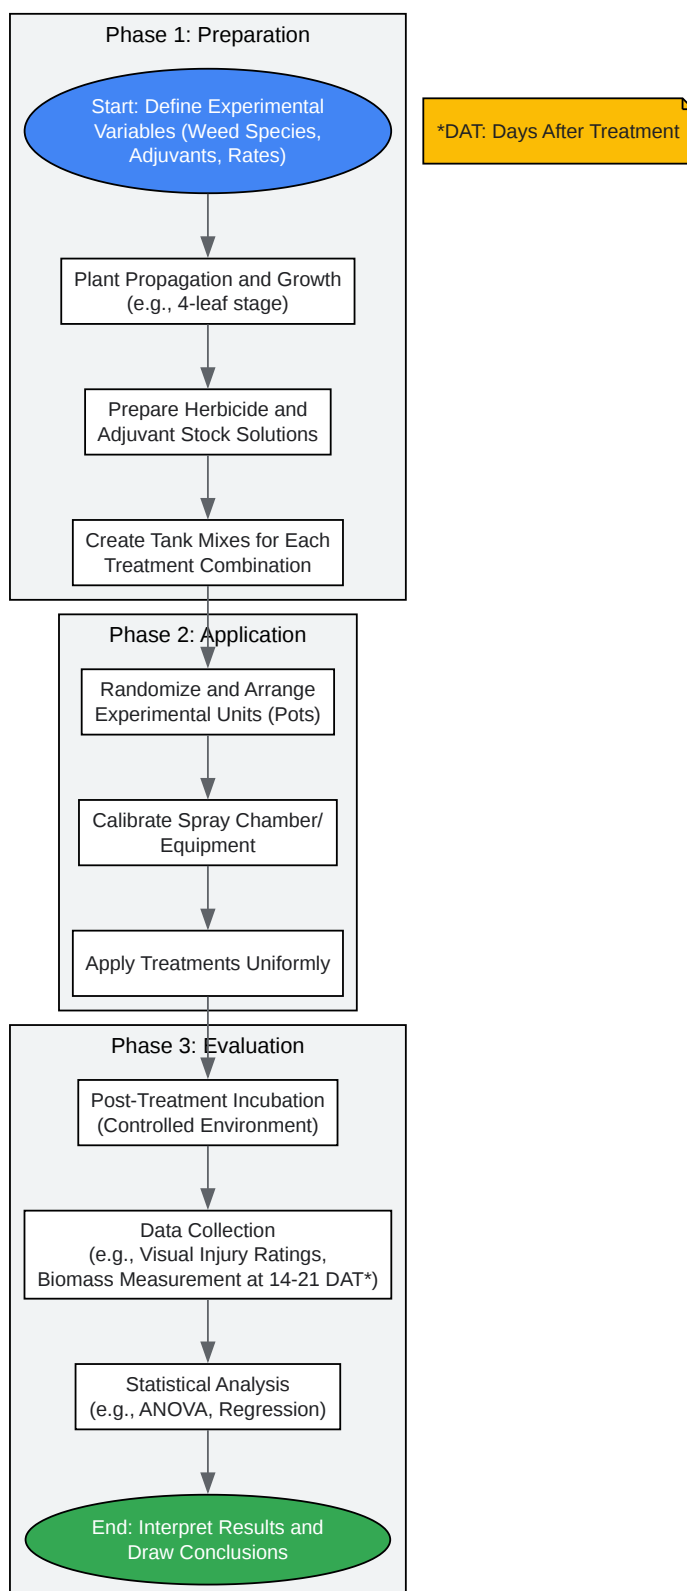 Phase 1: Preparation
Start: Define Experimental
Variables (Weed Species,
Adjuvants, Rates)
*DAT: Days After Treatment
Plant Propagation and Growth
(e.g., 4-leaf stage)
Prepare Herbicide and
Adjuvant Stock Solutions
Create Tank Mixes for Each
Treatment Combination
Phase 2: Application
Randomize and Arrange
Experimental Units (Pots)
Calibrate Spray Chamber/
Equipment
Apply Treatments Uniformly
Phase 3: Evaluation
Post-Treatment Incubation
(Controlled Environment)
Data Collection
(e.g., Visual Injury Ratings,
Biomass Measurement at 14-21 DAT*)
Statistical Analysis
(e.g., ANOVA, Regression)
End: Interpret Results and
Draw Conclusions